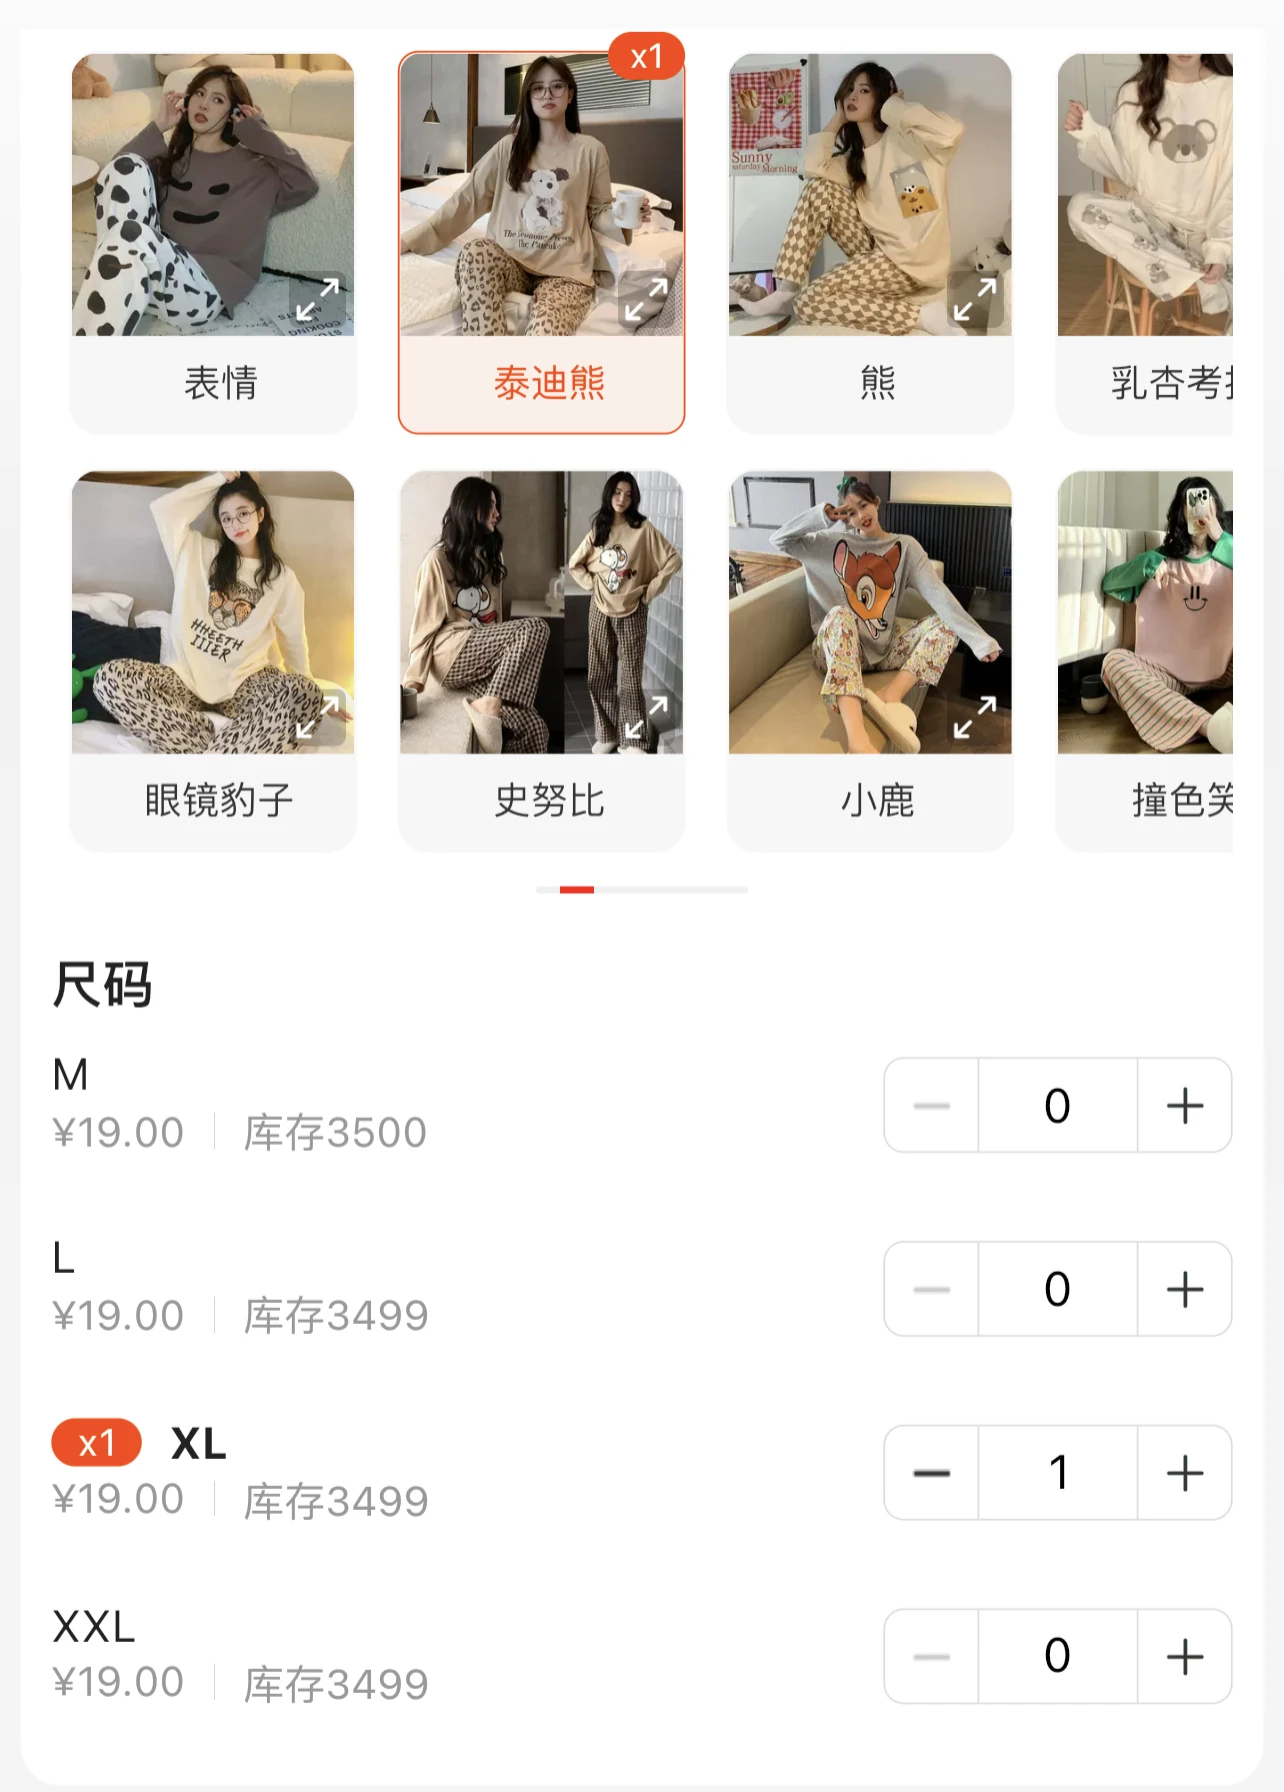 x1
Sunny
saturday Morning
表情
泰迪熊
熊
乳杏考
HHEETH
IIIER
眼镜豹子
史努比
小鹿
撞色笑
尺码
M
¥19.00 库存3500
0
L
¥19.00 库存3499
0
x1 XL
¥19.00 库存3499
1
XXL
¥19.00 库存3499
0